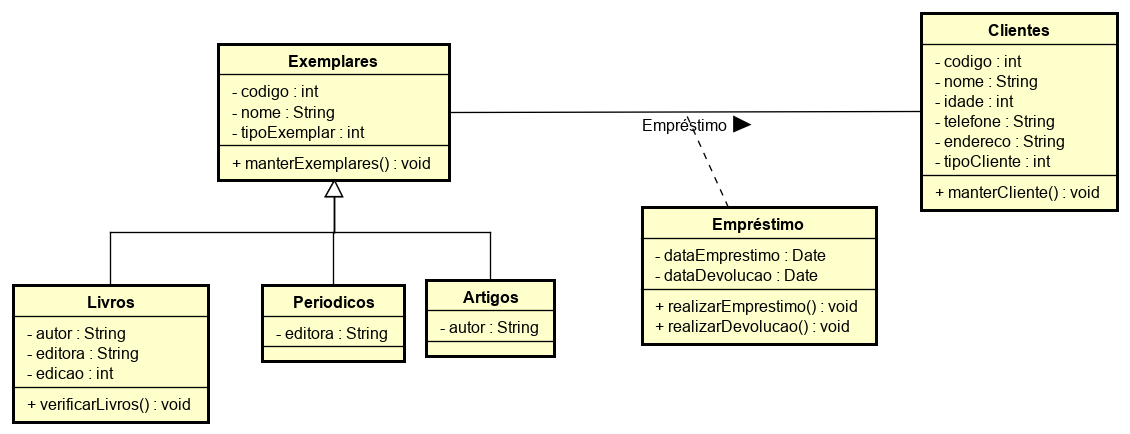 Exemplares
- codigo : int
- nome : String
- tipoExemplar : int
+ manterExemplares() : void
Empréstimo
Clientes
- codigo : int
- nome : String
- idade : int
- telefone : String
- endereco : String
- tipoCliente : int
+ manterCliente() : void
Livros
- autor : String
- editora : String
- edicao : int
+ verificarLivros() : void
Periodicos
- editora : String
Artigos
- autor : String
Empréstimo
- dataEmprestimo : Date
- dataDevolucao : Date
+ realizarEmprestimo() : void
+ realizarDevolucao() : void